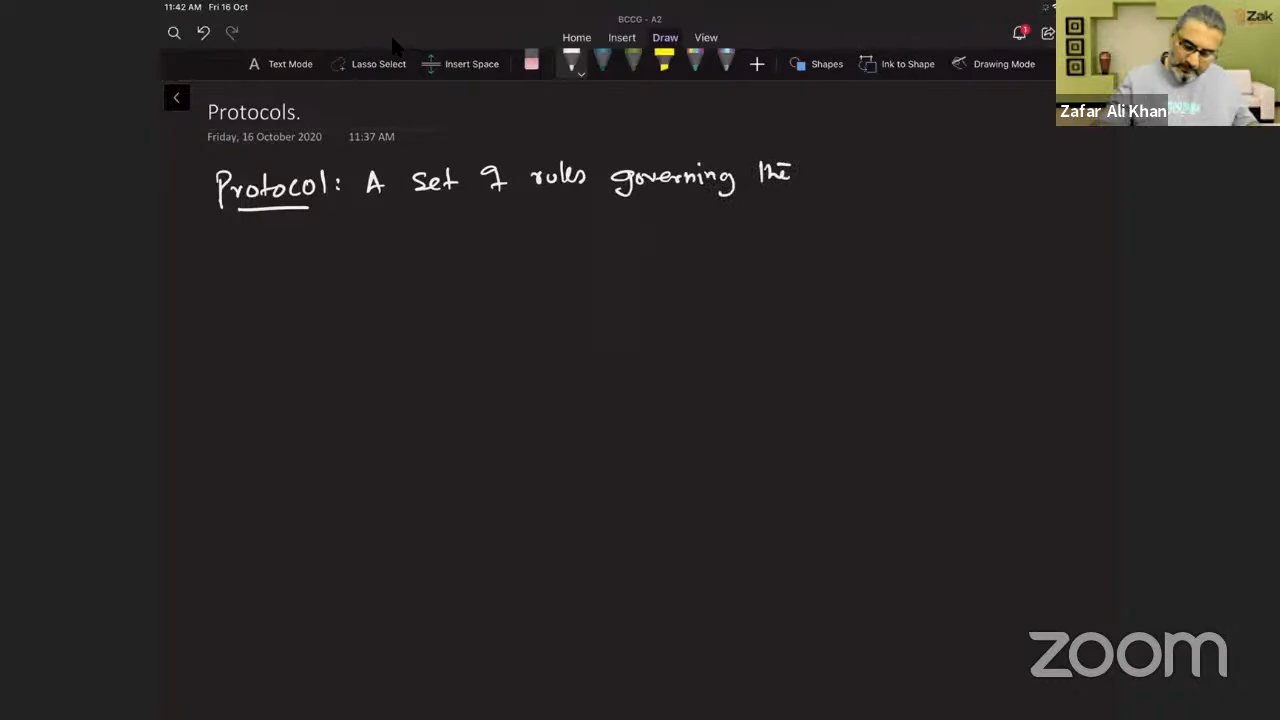 11:42 AM Fri 16 Oct
BCCG - A2
Zak
Home Insert Draw View
1
Text Mode Lasso Select Insert Space Shapes Ink to Shape Drawing Mode
Zafar Ali Khan
Protocols.
Friday, 16 October 2020 11:37 AM
Protocol: A set of rules governing the
zoom